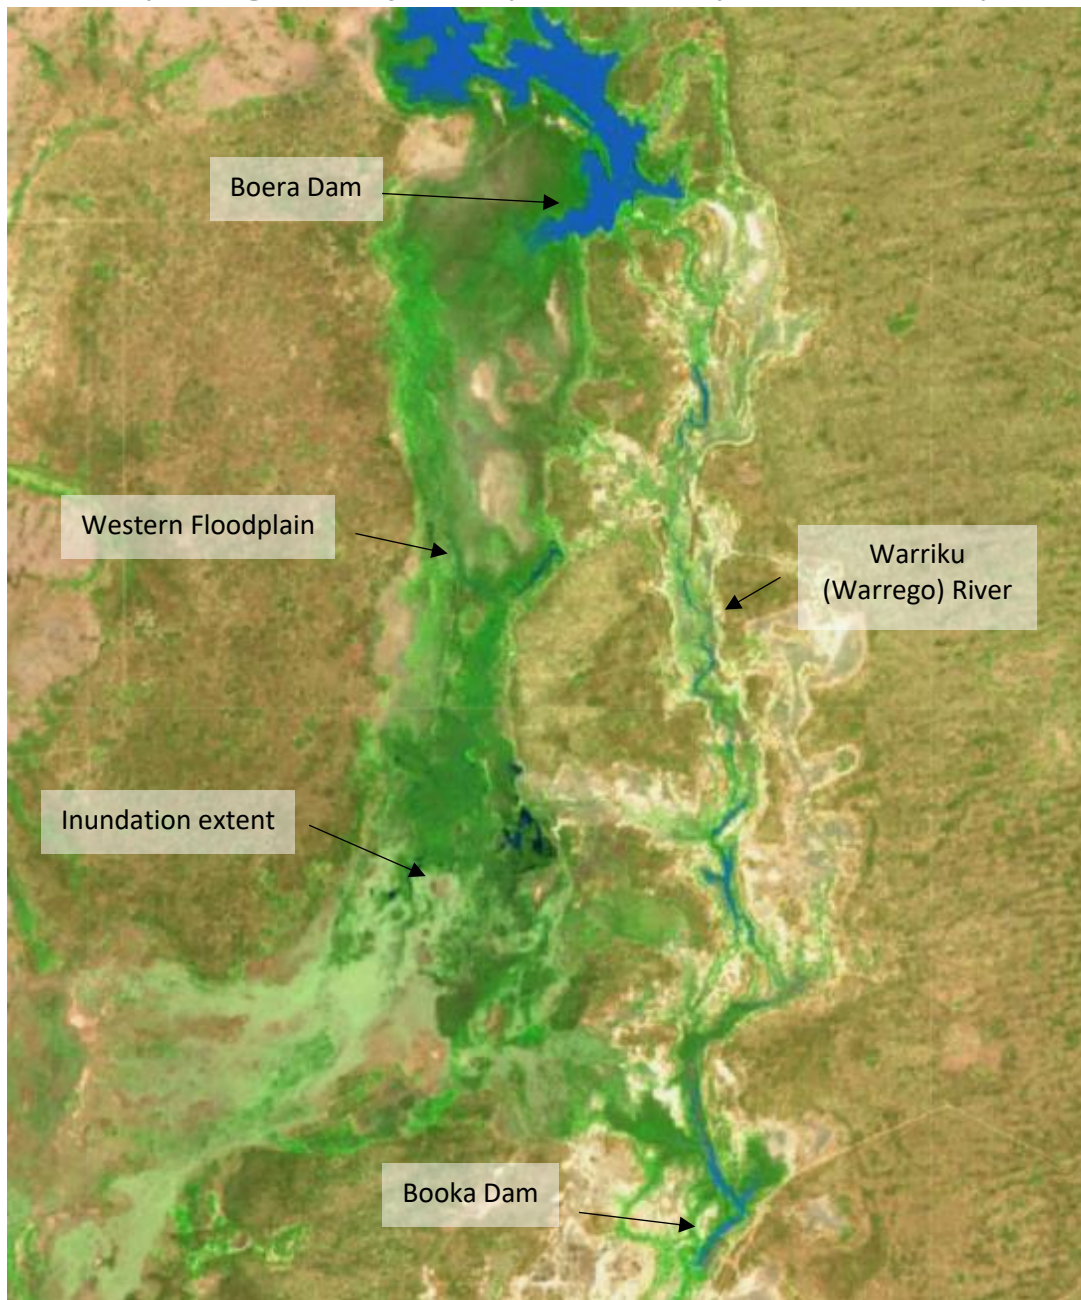 Boera Dam
Western Floodplain
Warriku
(Warrego) River
Inundation extent
Booka Dam